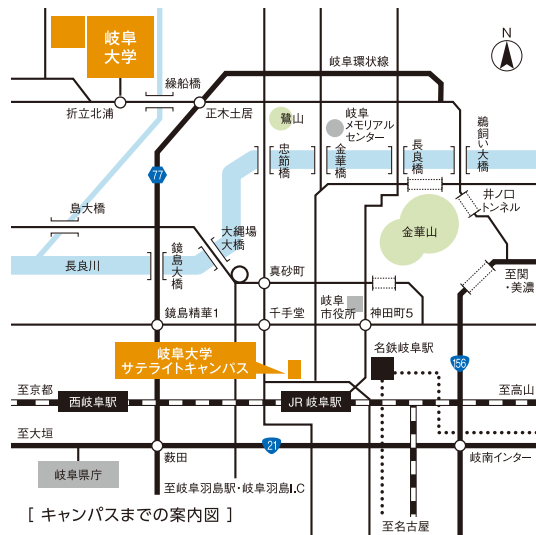 岐阜
大学
N
繰船橋
岐阜環状線
折立北浦
正木土居
鷺山
岐阜
メモリアル
センター
忠節橋
金華橋
長良橋
鵜飼い大橋
77
島大橋
大縄場
大橋
井ノ口
トンネル
金華山
長良川
鏡島大橋
真砂町
至関
・美濃
岐阜
市役所
鏡島精華1
千手堂
神田町5
岐阜大学
サテライトキャンパス
名鉄岐阜駅
156
至京都
西岐阜駅
JR 岐阜駅
至高山
至大垣
21
薮田
岐南インター
岐阜県庁
至岐阜羽島駅・岐阜羽島I.C
[ キャンパスまでの案内図 ]
至名古屋